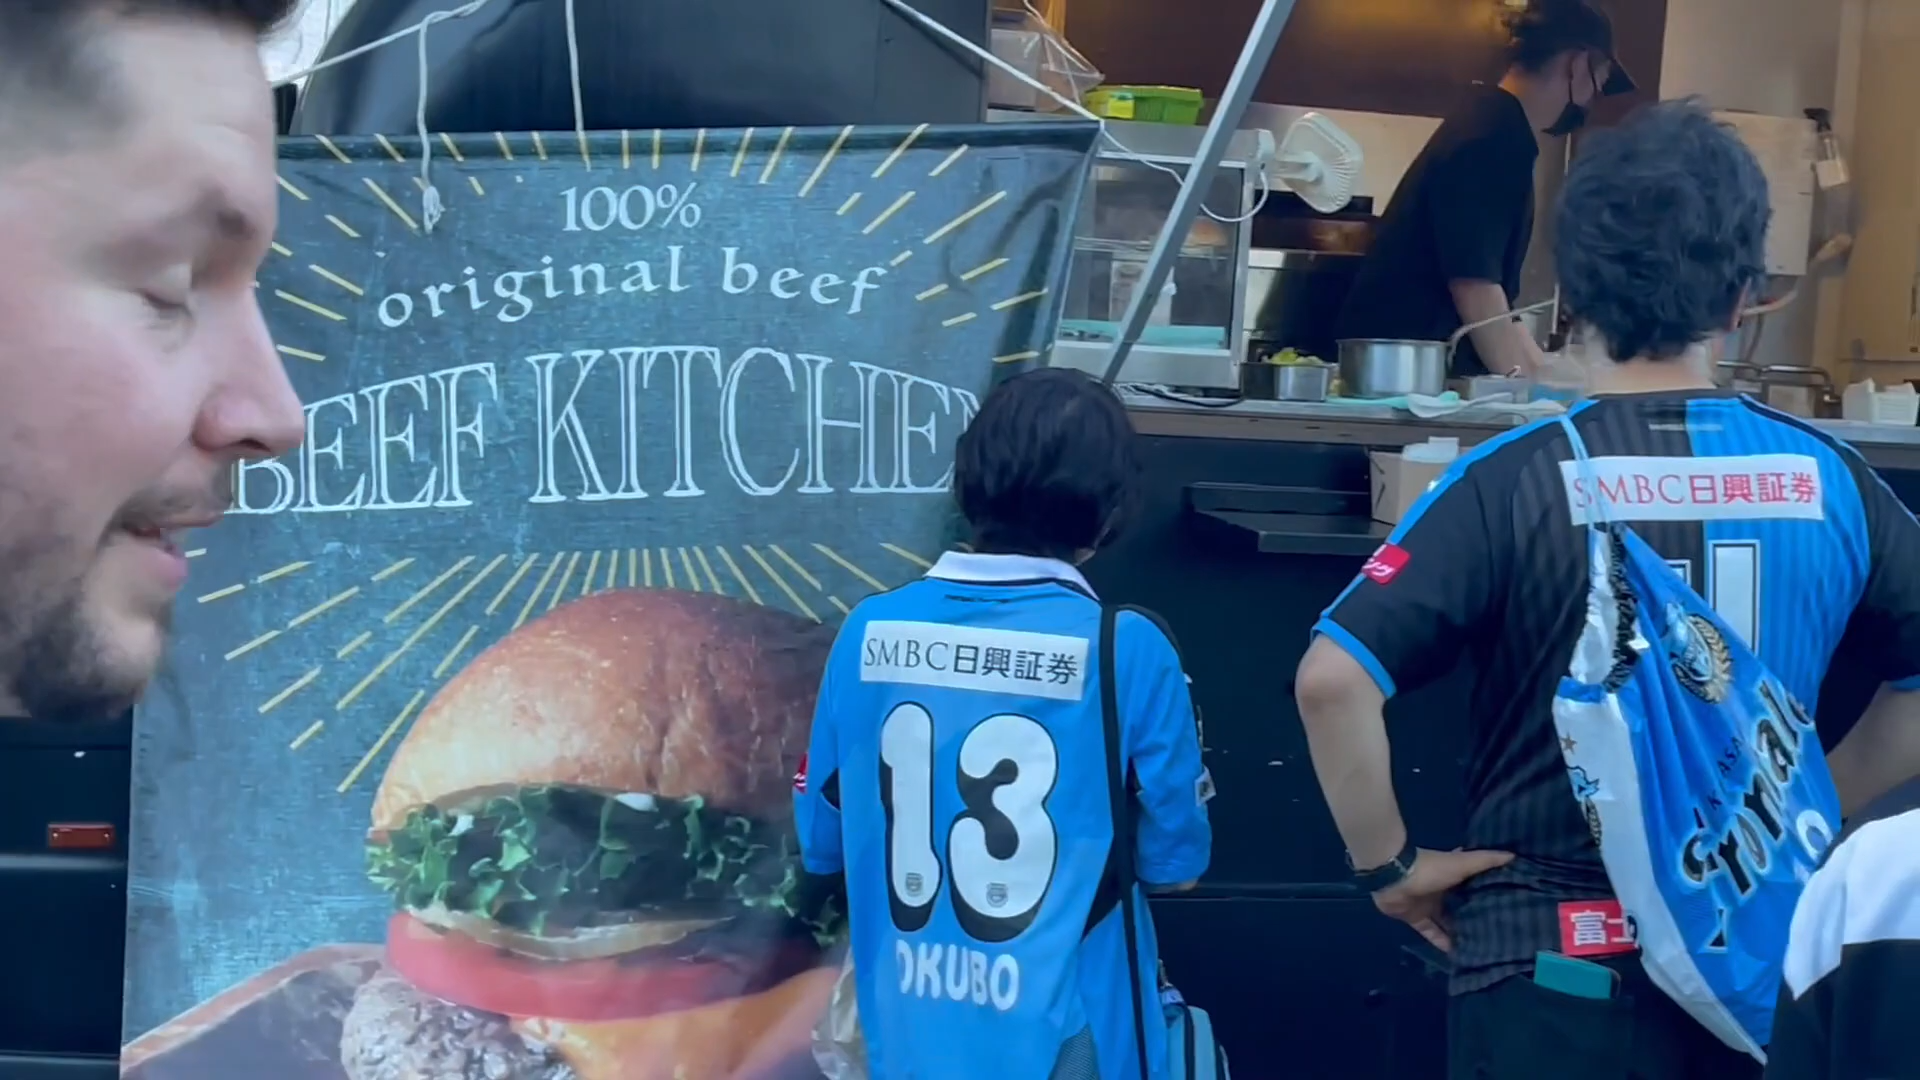 100%
original beef
BEEF KITCHEN
SMBC日興証券
13
OKUBO
SMBC日興証券